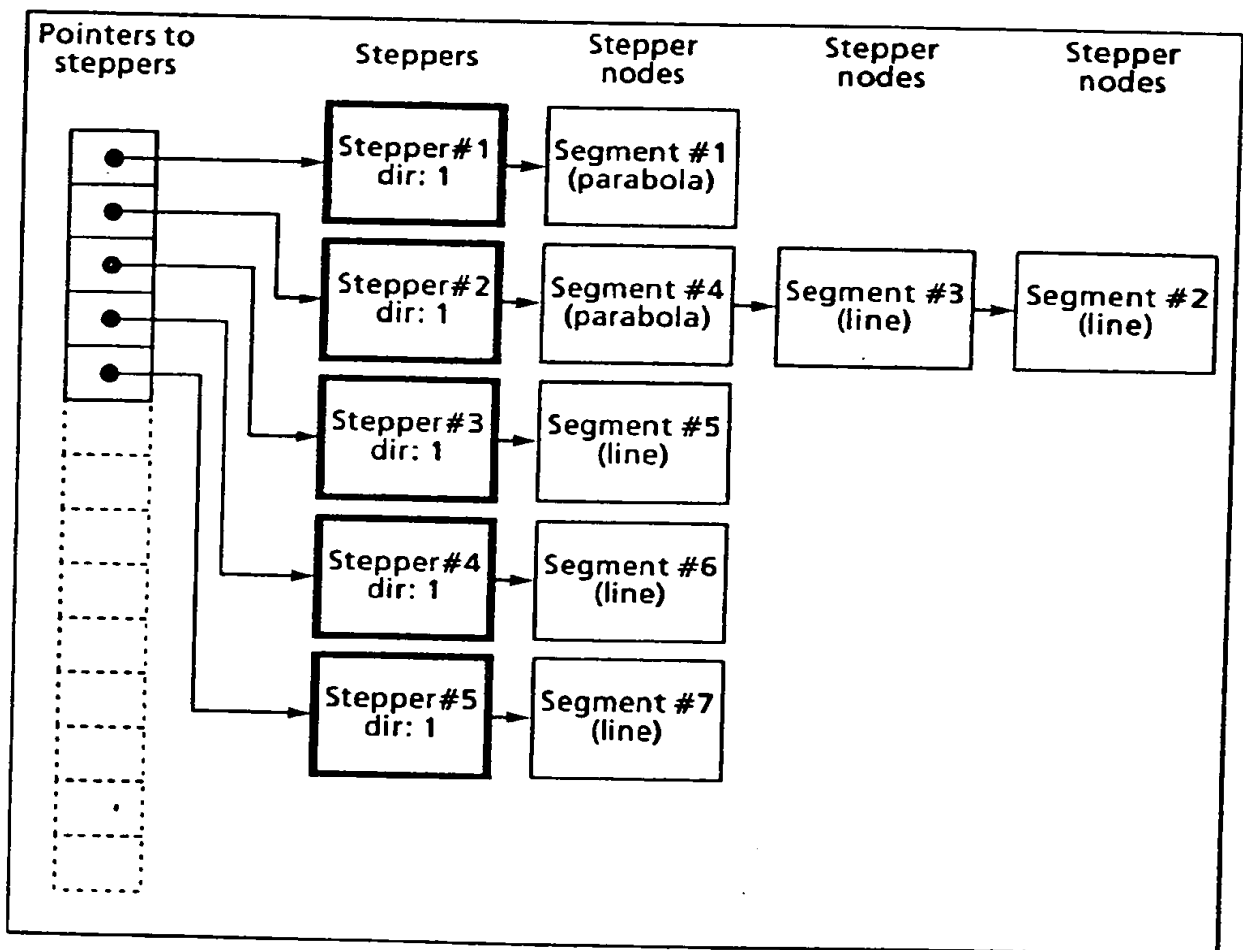 Pointers to
steppers
Steppers
Stepper
nodes
Stepper
nodes
Stepper
nodes
Stepper#1
dir: 1
Segment #1
(parabola)
Stepper#2
dir: 1
Segment #4
(parabola)
Segment #3
(line)
Segment #2
(line)
Stepper#3
dir: 1
Segment #5
(line)
Stepper#4
dir: 1
Segment #6
(line)
Stepper#5
dir: 1
Segment #7
(line)